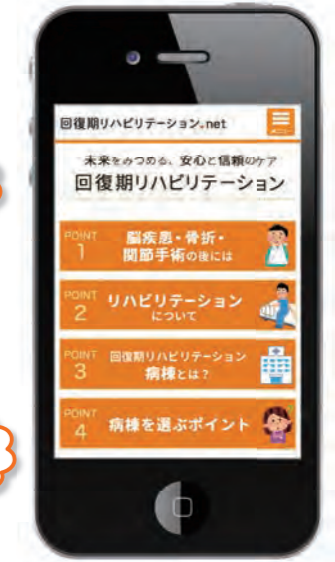 回復期リハビリテーション.net
メニュー
未来をみつめる、安心と信頼のケア
回復期リハビリテーション
POINT
1
脳疾患・骨折・
関節手術の後には
POINT
2
リハビリテーション
について
POINT
3
回復期リハビリテーション
病棟とは？
POINT
4
病棟を選ぶポイント